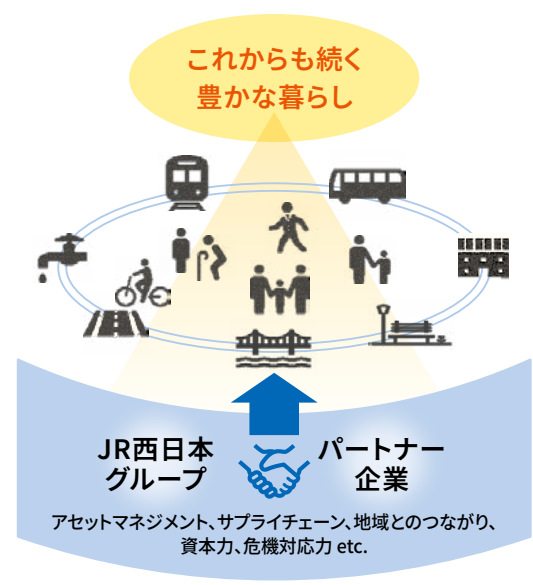 これからも続く
豊かな暮らし
JR西日本
グループ
パートナー
企業
アセットマネジメント、サプライチェーン、地域とのつながり、
資本力、危機対応力 etc.